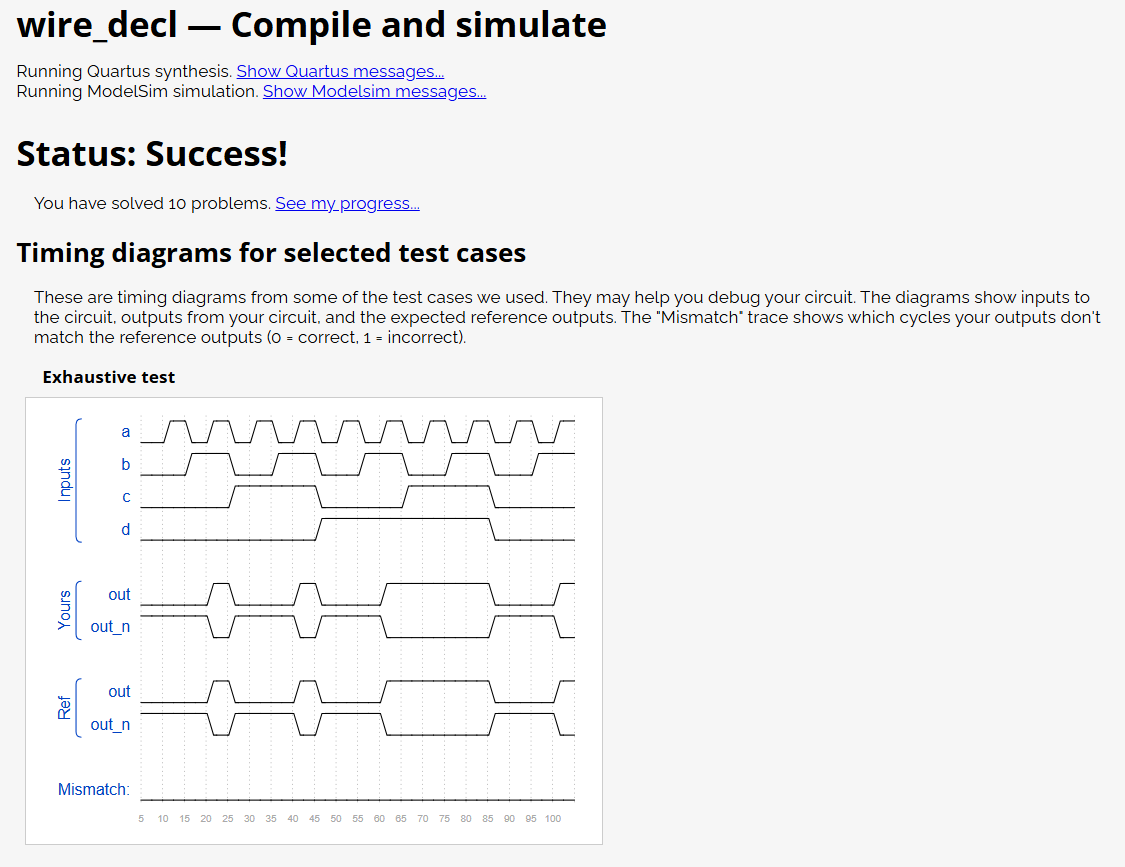 wire_decl — Compile and simulate
Running Quartus synthesis. Show Quartus messages...
Running ModelSim simulation. Show Modelsim messages...
Status: Success!
You have solved 10 problems. See my progress...
Timing diagrams for selected test cases
These are timing diagrams from some of the test cases we used. They may help you debug your circuit. The diagrams show inputs to
the circuit, outputs from your circuit, and the expected reference outputs. The "Mismatch" trace shows which cycles your outputs don't
match the reference outputs (0 = correct, 1 = incorrect).
Exhaustive test
Inputs
a
b
c
d
Yours
out
out_n
Ref
out
out_n
Mismatch:
5 10 15 20 25 30 35 40 45 50 55 60 65 70 75 80 85 90 95 100